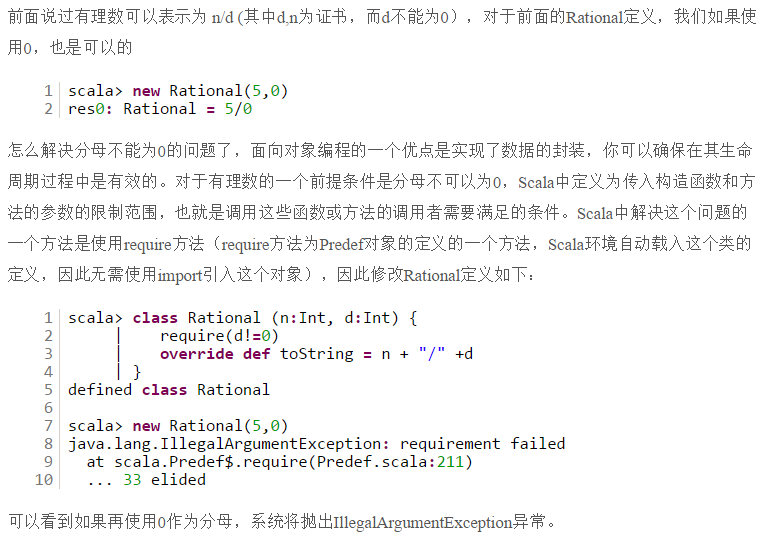 前面说过有理数可以表示为 n/d (其中d,n为证书，而d不能为0），对于前面的Rational定义，我们如果使
用0，也是可以的
1 scala> new Rational(5,0)
2 res0: Rational = 5/0
怎么解决分母不能为0的问题了，面向对象编程的一个优点是实现了数据的封装，你可以确保在其生命
周期过程中是有效的。对于有理数的一个前提条件是分母不可以为0，Scala中定义为传入构造函数和方
法的参数的限制范围，也就是调用这些函数或方法的调用者需要满足的条件。Scala中解决这个问题的
一个方法是使用require方法（require方法为Predef对象的定义的一个方法，Scala环境自动载入这个类的
定义，因此无需使用import引入这个对象），因此修改Rational定义如下：
1 scala> class Rational (n:Int, d:Int) {
2      |    require(d!=0)
3      |    override def toString = n + "/" +d
4      | }
5 defined class Rational
6
7 scala> new Rational(5,0)
8 java.lang.IllegalArgumentException: requirement failed
9   at scala.Predef$.require(Predef.scala:211)
10   ... 33 elided
可以看到如果再使用0作为分母，系统将抛出IllegalArgumentException异常。